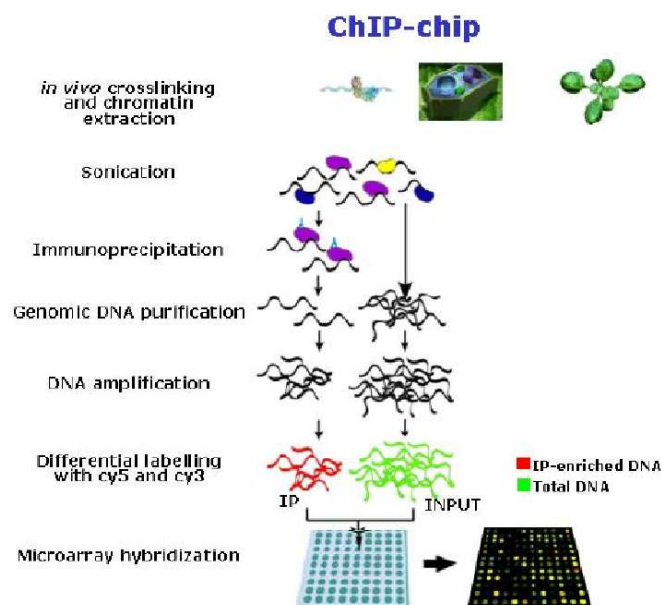 ChIP-chip
in vivo crosslinking
and chromatin
extraction
Sonication
Immunoprecipitation
Genomic DNA purification
DNA amplification
Differential labelling
with cy5 and cy3
IP
INPUT
IP-enriched DNA
Total DNA
Microarray hybridization